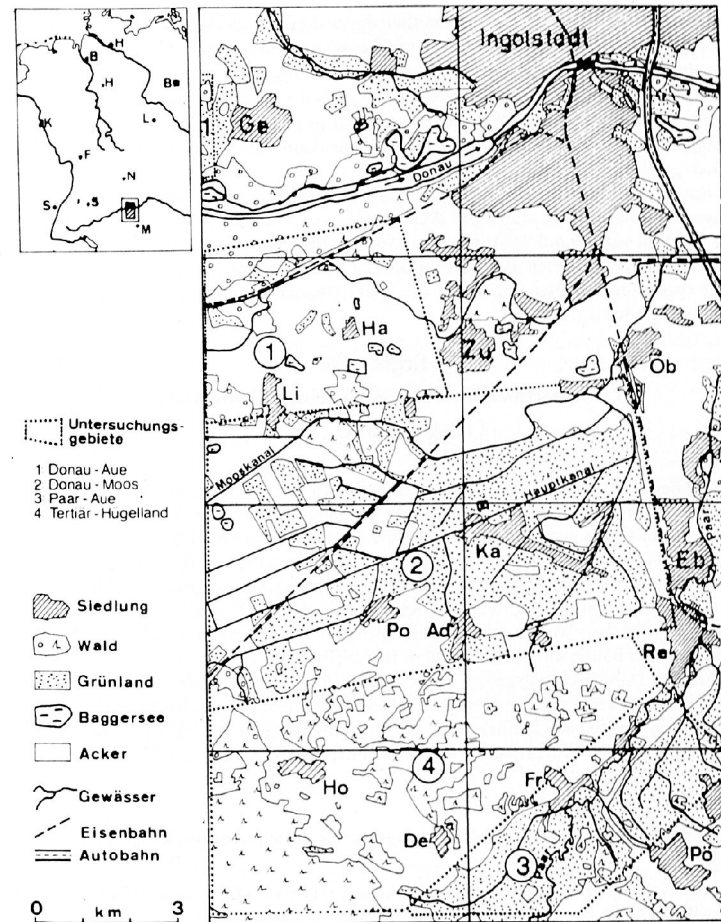 H
B
H
B
K
L
F
N
S
S
M
Ingolstadt
Ge
Donau
Ha
Zu
1
Li
Ob
Mooskanal
Hauptkanal
Paar
Ka
Eb
2
Po
Ad
Re
4
Ho
Fr
De
3
Paar
Pö
Untersuchungs-
gebiete
1 Donau-Aue
2 Donau-Moos
3 Paar-Aue
4 Tertiär-Hügelland
Siedlung
Wald
Grünland
Baggersee
Acker
Gewässer
Eisenbahn
Autobahn
0 3
km